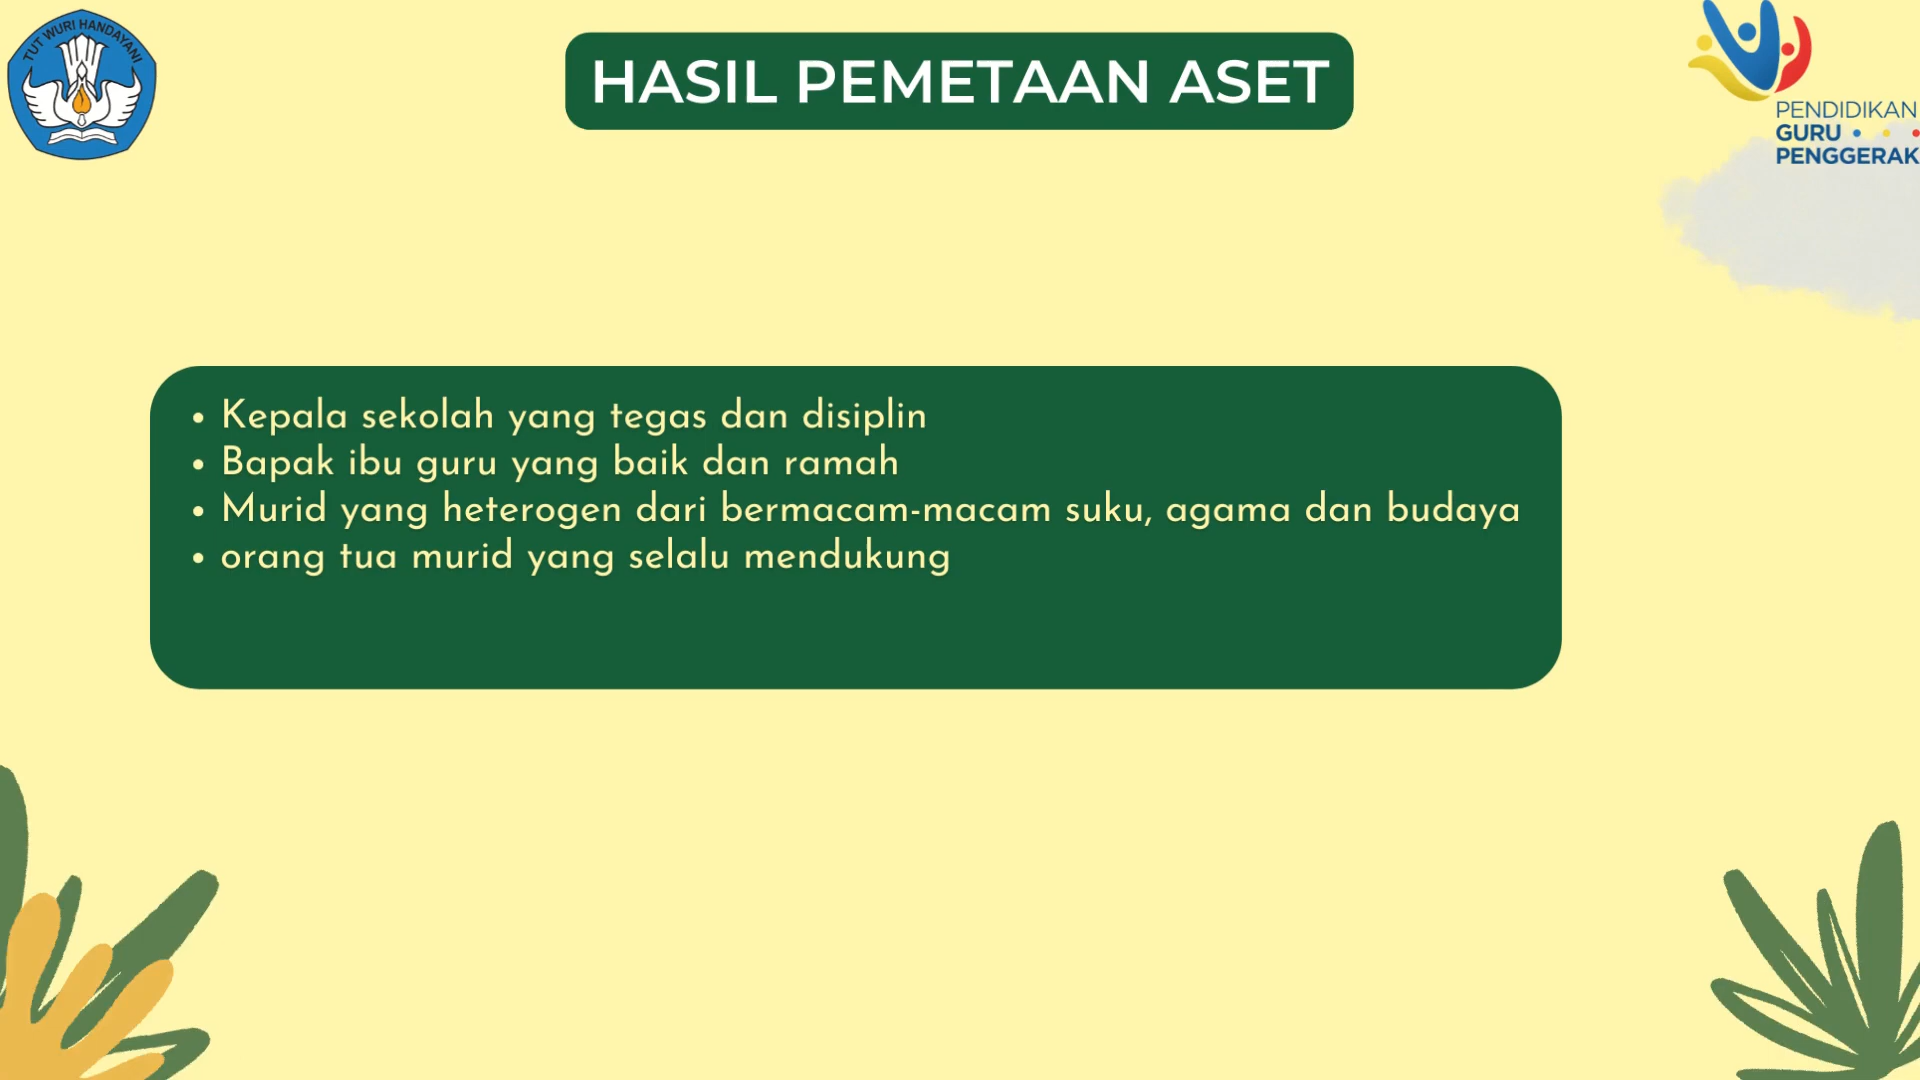 TUT WURI HANDAYANI
HASIL PEMETAAN ASET
PENDIDIKAN
GURU
PENGGERAK
• Kepala sekolah yang tegas dan disiplin
• Bapak ibu guru yang baik dan ramah
• Murid yang heterogen dari bermacam-macam suku, agama dan budaya
• orang tua murid yang selalu mendukung